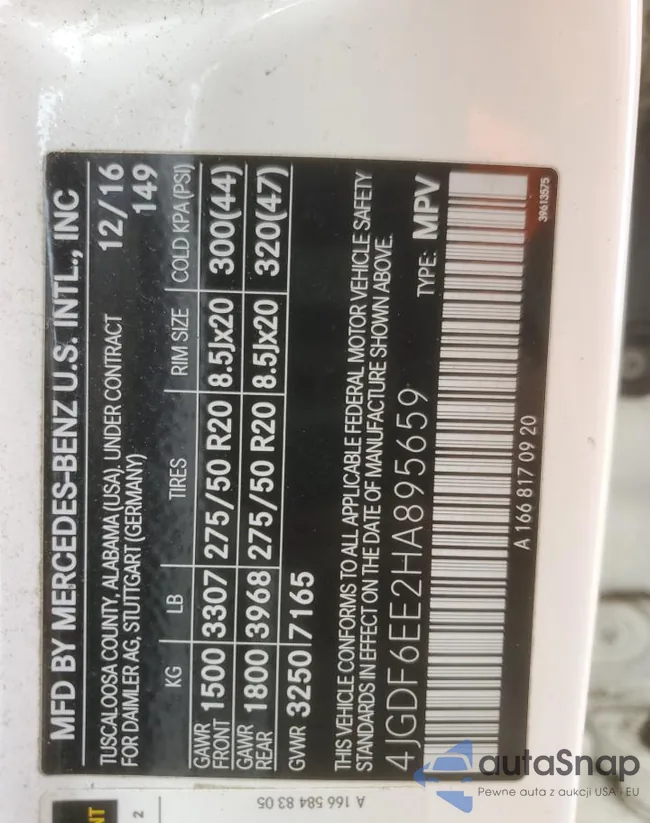 MFD BY MERCEDES-BENZ U.S. INTL., INC
TUSCALOOSA COUNTY, ALABAMA (USA), UNDER CONTRACT 12/16
FOR DAIMLER AG, STUTTGART (GERMANY) 149
KG LB TIRES RIM SIZE COLD KPA (PSI)
GAWR
FRONT 1500 3307 275/50 R20 8.5Jx20 300(44)
GAWR
REAR 1800 3968 275/50 R20 8.5Jx20 320(47)
GVWR 3250 7165
THIS VEHICLE CONFORMS TO ALL APPLICABLE FEDERAL MOTOR VEHICLE SAFETY
STANDARDS IN EFFECT ON THE DATE OF MANUFACTURE SHOWN ABOVE.
4JGDF6EE2HA895659 TYPE: MPV
A 166 817 09 20 39613575
A 166 584 83 05
NT
2
autaSnap
Pewne auta z aukcji USA i EU